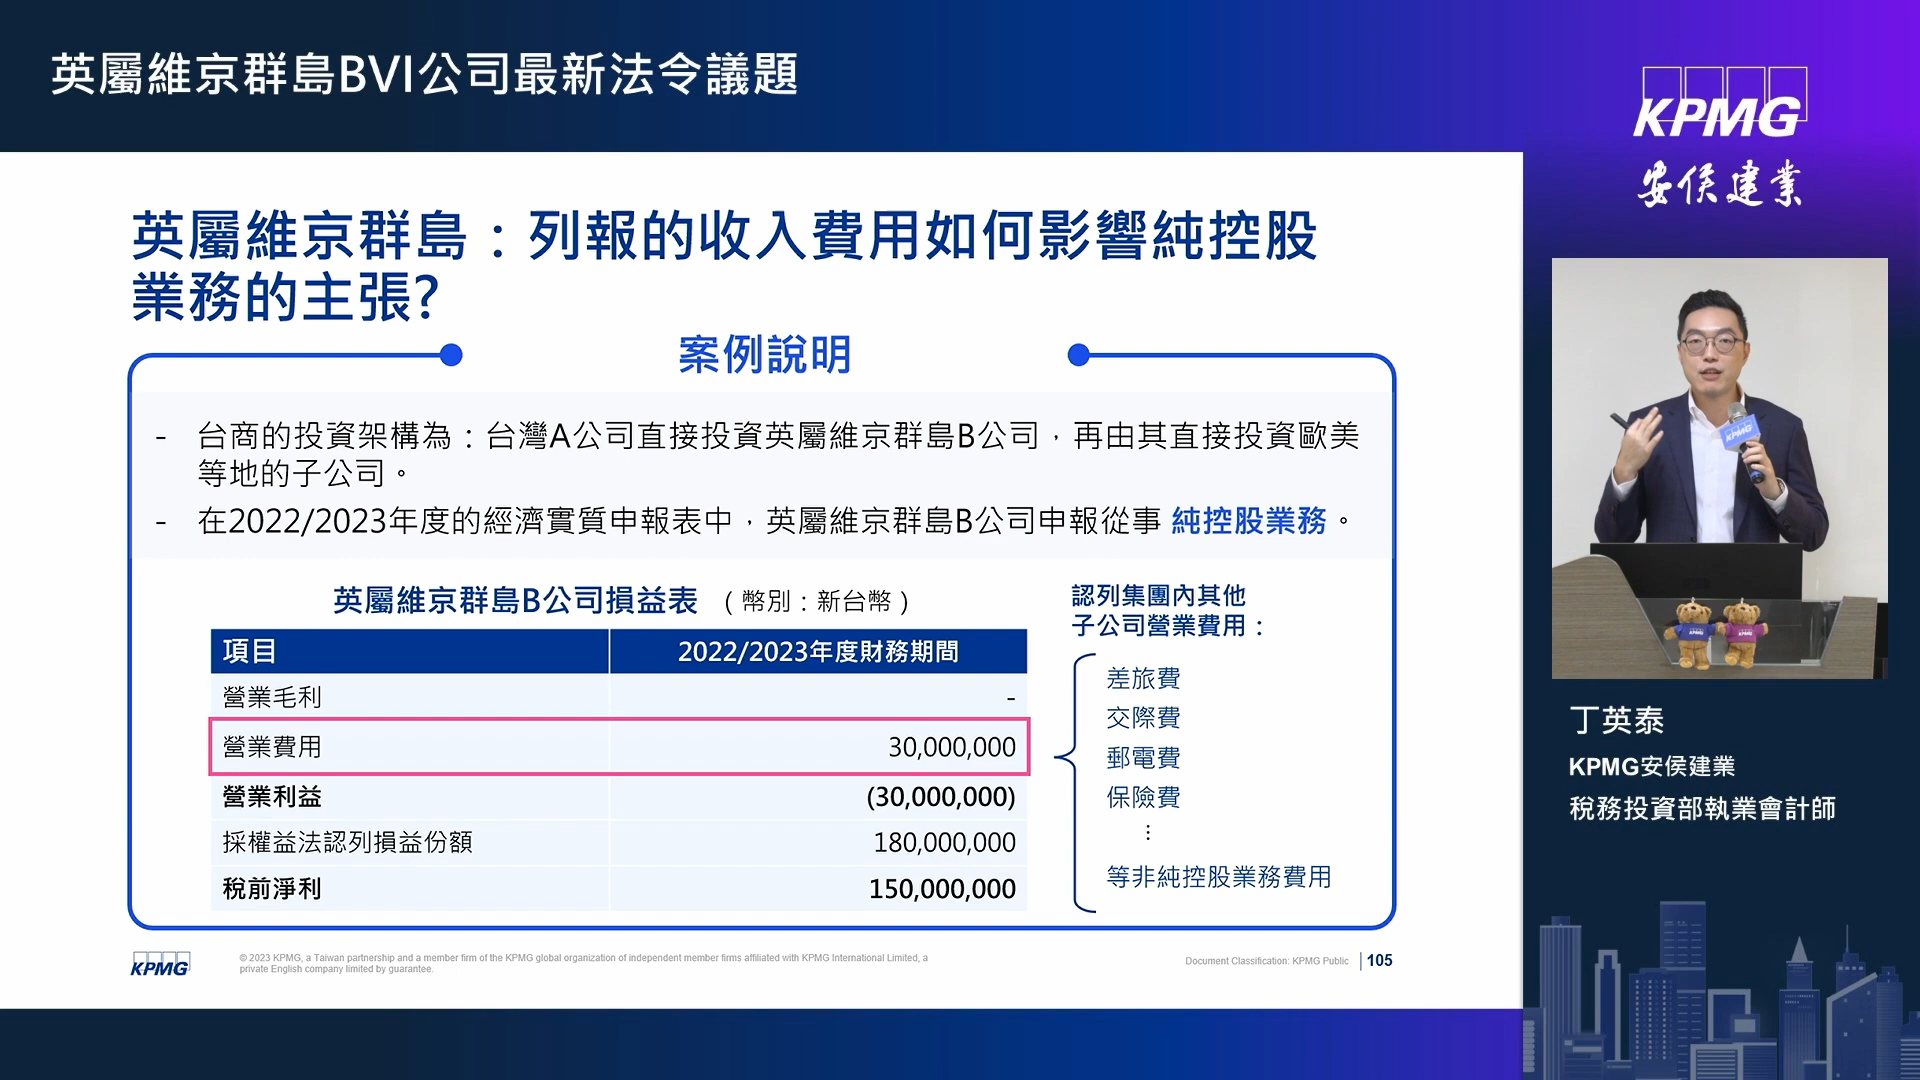 英屬維京群島BVI公司最新法令議題
KPMG
安侯建業
英屬維京群島：列報的收入費用如何影響純控股
業務的主張?
案例說明
- 台商的投資架構為：台灣A公司直接投資英屬維京群島B公司，再由其直接投資歐美
等地的子公司。
- 在2022/2023年度的經濟實質申報表中，英屬維京群島B公司申報從事 純控股業務。
英屬維京群島B公司損益表 （幣別：新台幣）
項目 2022/2023年度財務期間
營業毛利 -
營業費用 30,000,000
營業利益 (30,000,000)
採權益法認列損益份額 180,000,000
稅前淨利 150,000,000
認列集團內其他
子公司營業費用：
差旅費
交際費
郵電費
保險費
⋮
等非純控股業務費用
KPMG
© 2023 KPMG, a Taiwan partnership and a member firm of the KPMG global organization of independent member firms affiliated with KPMG International Limited, a
private English company limited by guarantee.
Document Classification: KPMG Public | 105
KPMG
KPMG
KPMG
丁英泰
KPMG安侯建業
稅務投資部執業會計師